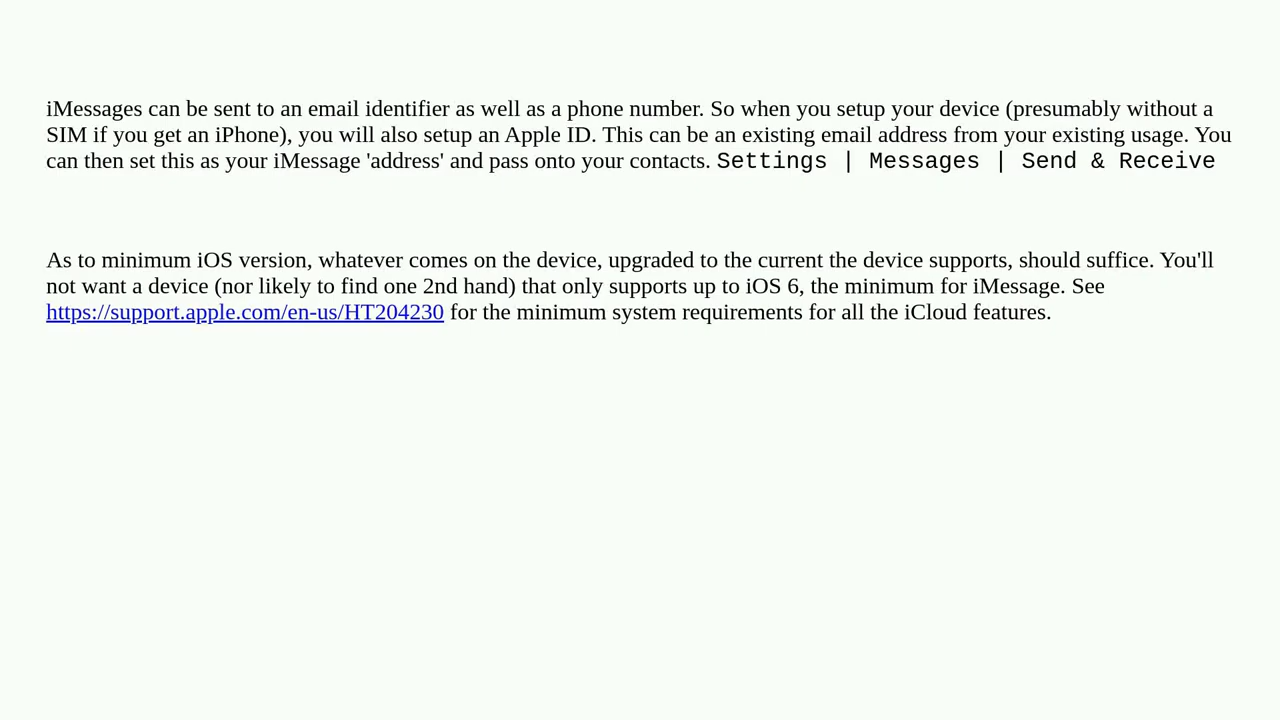 iMessages can be sent to an email identifier as well as a phone number. So when you setup your device (presumably without a
SIM if you get an iPhone), you will also setup an Apple ID. This can be an existing email address from your existing usage. You
can then set this as your iMessage 'address' and pass onto your contacts. Settings | Messages | Send & Receive
As to minimum iOS version, whatever comes on the device, upgraded to the current the device supports, should suffice. You'll
not want a device (nor likely to find one 2nd hand) that only supports up to iOS 6, the minimum for iMessage. See
https://support.apple.com/en-us/HT204230 for the minimum system requirements for all the iCloud features.